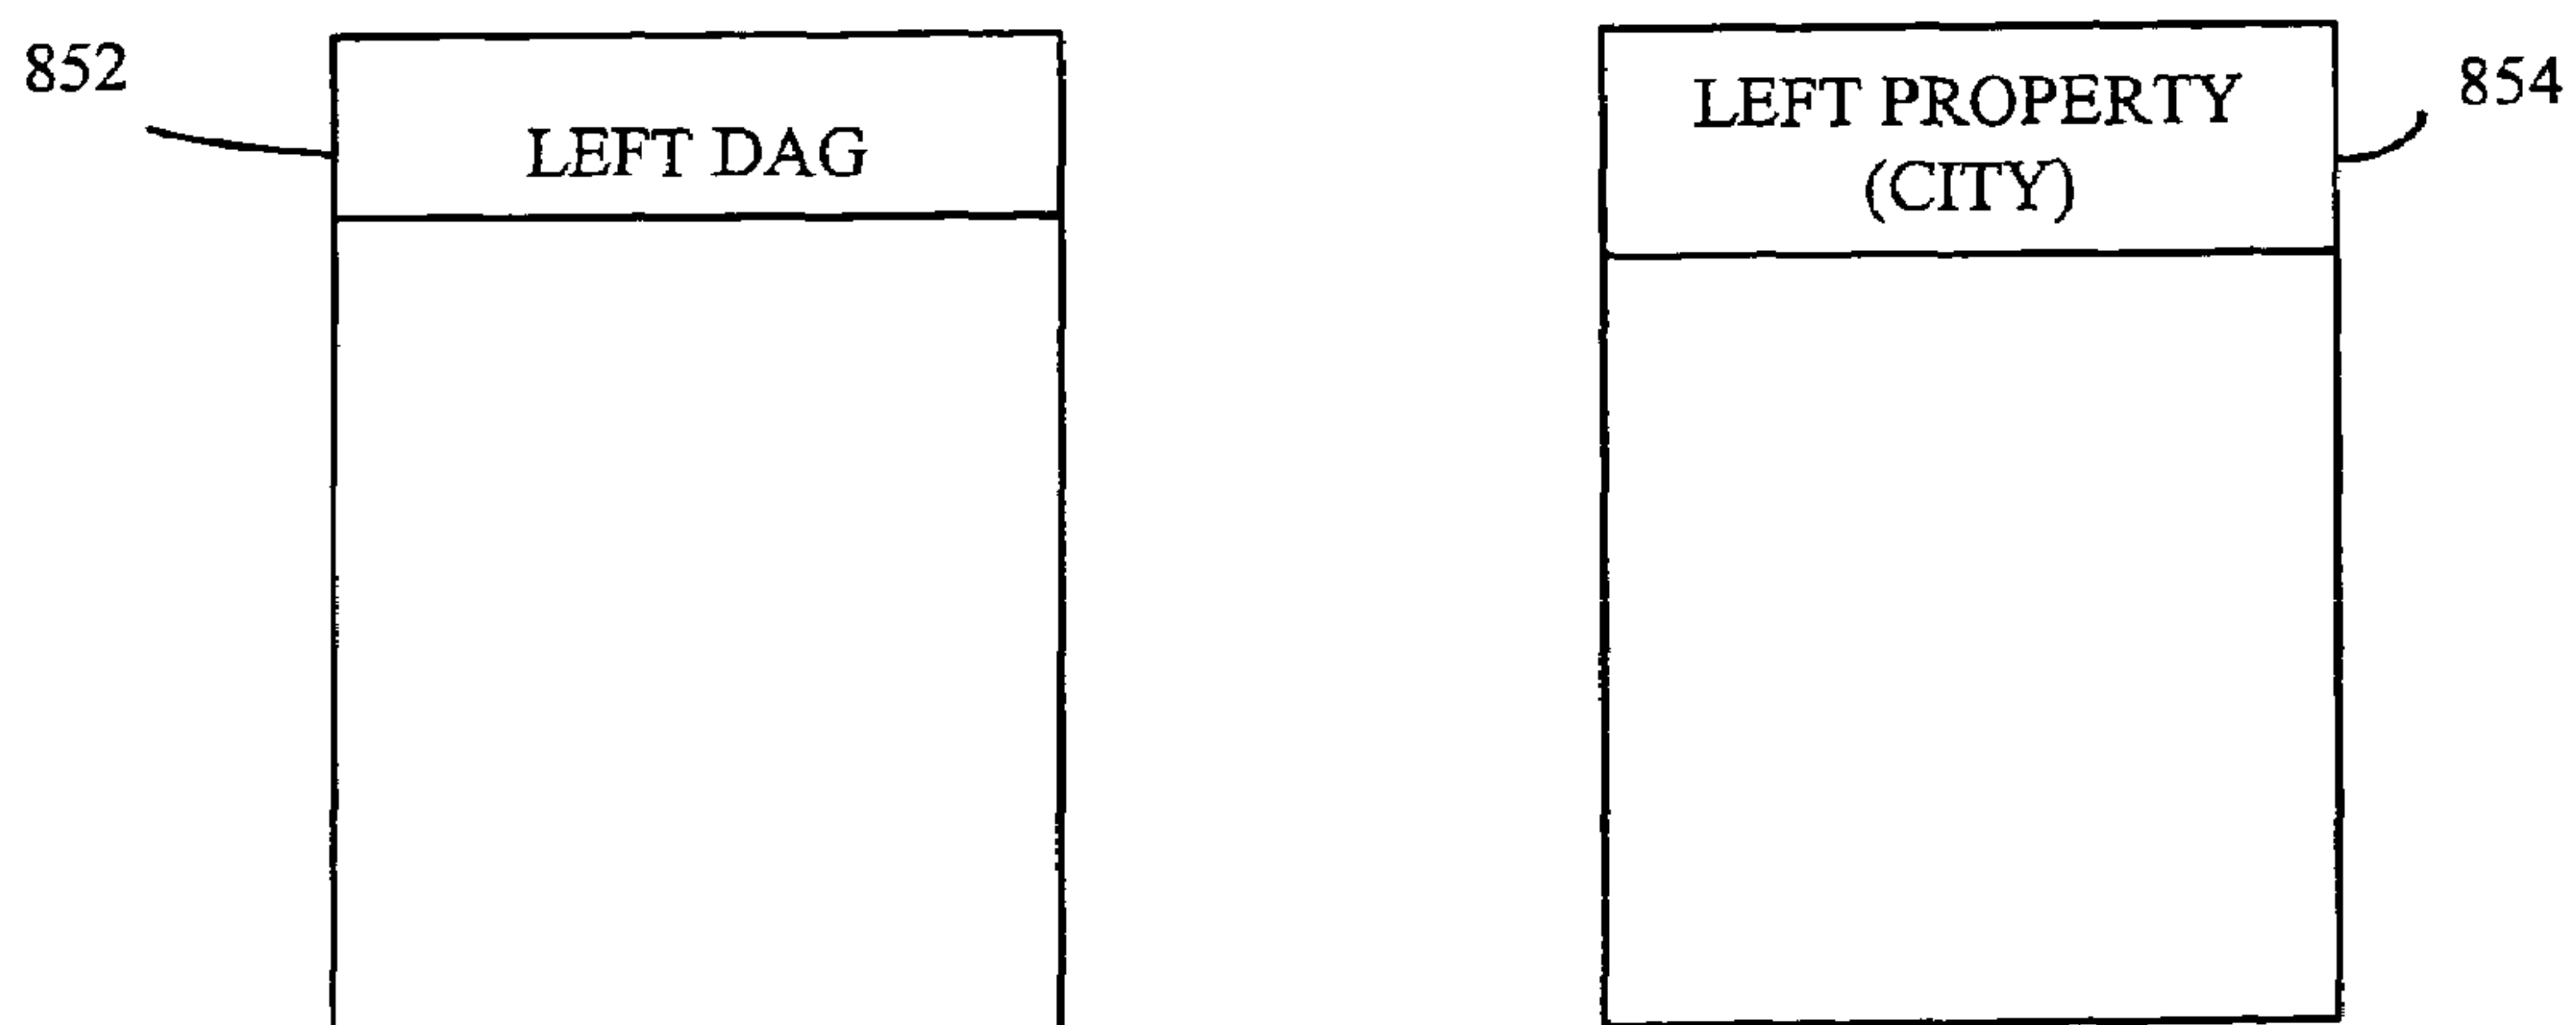 852
LEFT DAG
LEFT PROPERTY
(CITY)
854